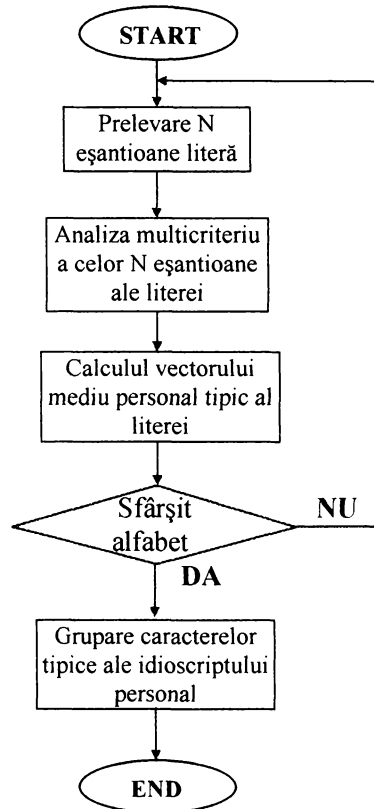 START
Prelevare N
eşantioane literă
Analiza multicriteriu
a celor N eşantioane
ale literei
Calculul vectorului
mediu personal tipic al
literei
Sfârşit
alfabet
NU
DA
Grupare caracterelor
tipice ale idioscriptului
personal
END